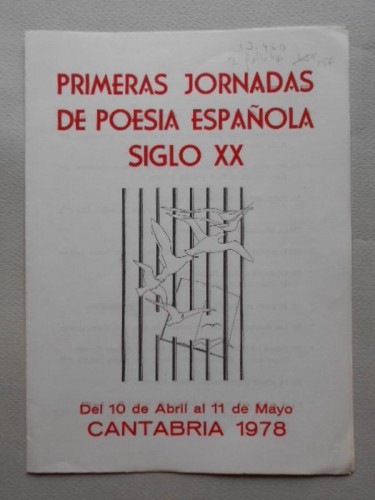 PRIMERAS JORNADAS
DE POESIA ESPAÑOLA
SIGLO XX
Del 10 de Abril al 11 de Mayo
CANTABRIA 1978